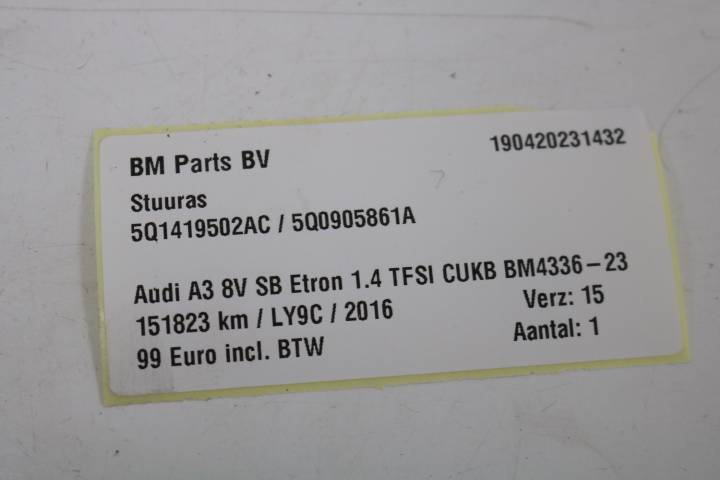 BM Parts BV
190420231432
Stuuras
5Q1419502AC / 5Q0905861A
Audi A3 8V SB Etron 1.4 TFSI CUKB BM4336-23
151823 km / LY9C / 2016
Verz: 15
99 Euro incl. BTW
Aantal: 1